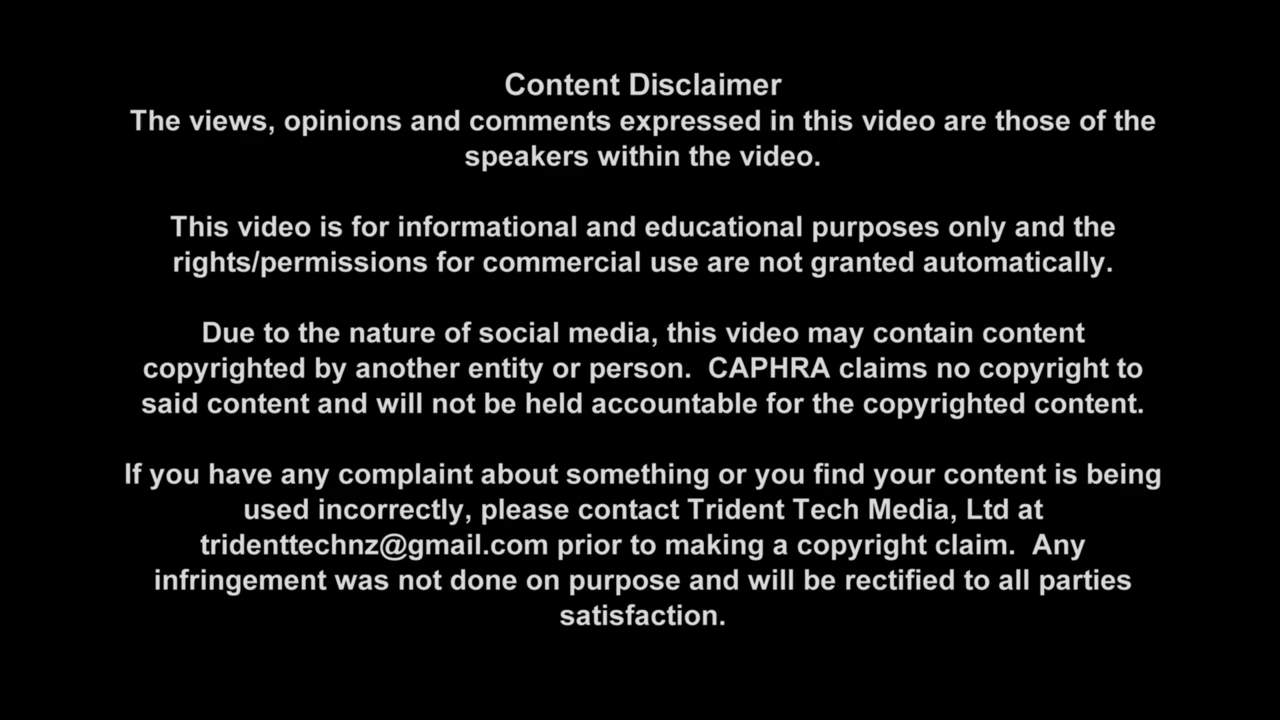 Content Disclaimer
The views, opinions and comments expressed in this video are those of the
speakers within the video.
This video is for informational and educational purposes only and the
rights/permissions for commercial use are not granted automatically.
Due to the nature of social media, this video may contain content
copyrighted by another entity or person.  CAPHRA claims no copyright to
said content and will not be held accountable for the copyrighted content.
If you have any complaint about something or you find your content is being
used incorrectly, please contact Trident Tech Media, Ltd at
tridenttechnz@gmail.com prior to making a copyright claim.  Any
infringement was not done on purpose and will be rectified to all parties
satisfaction.